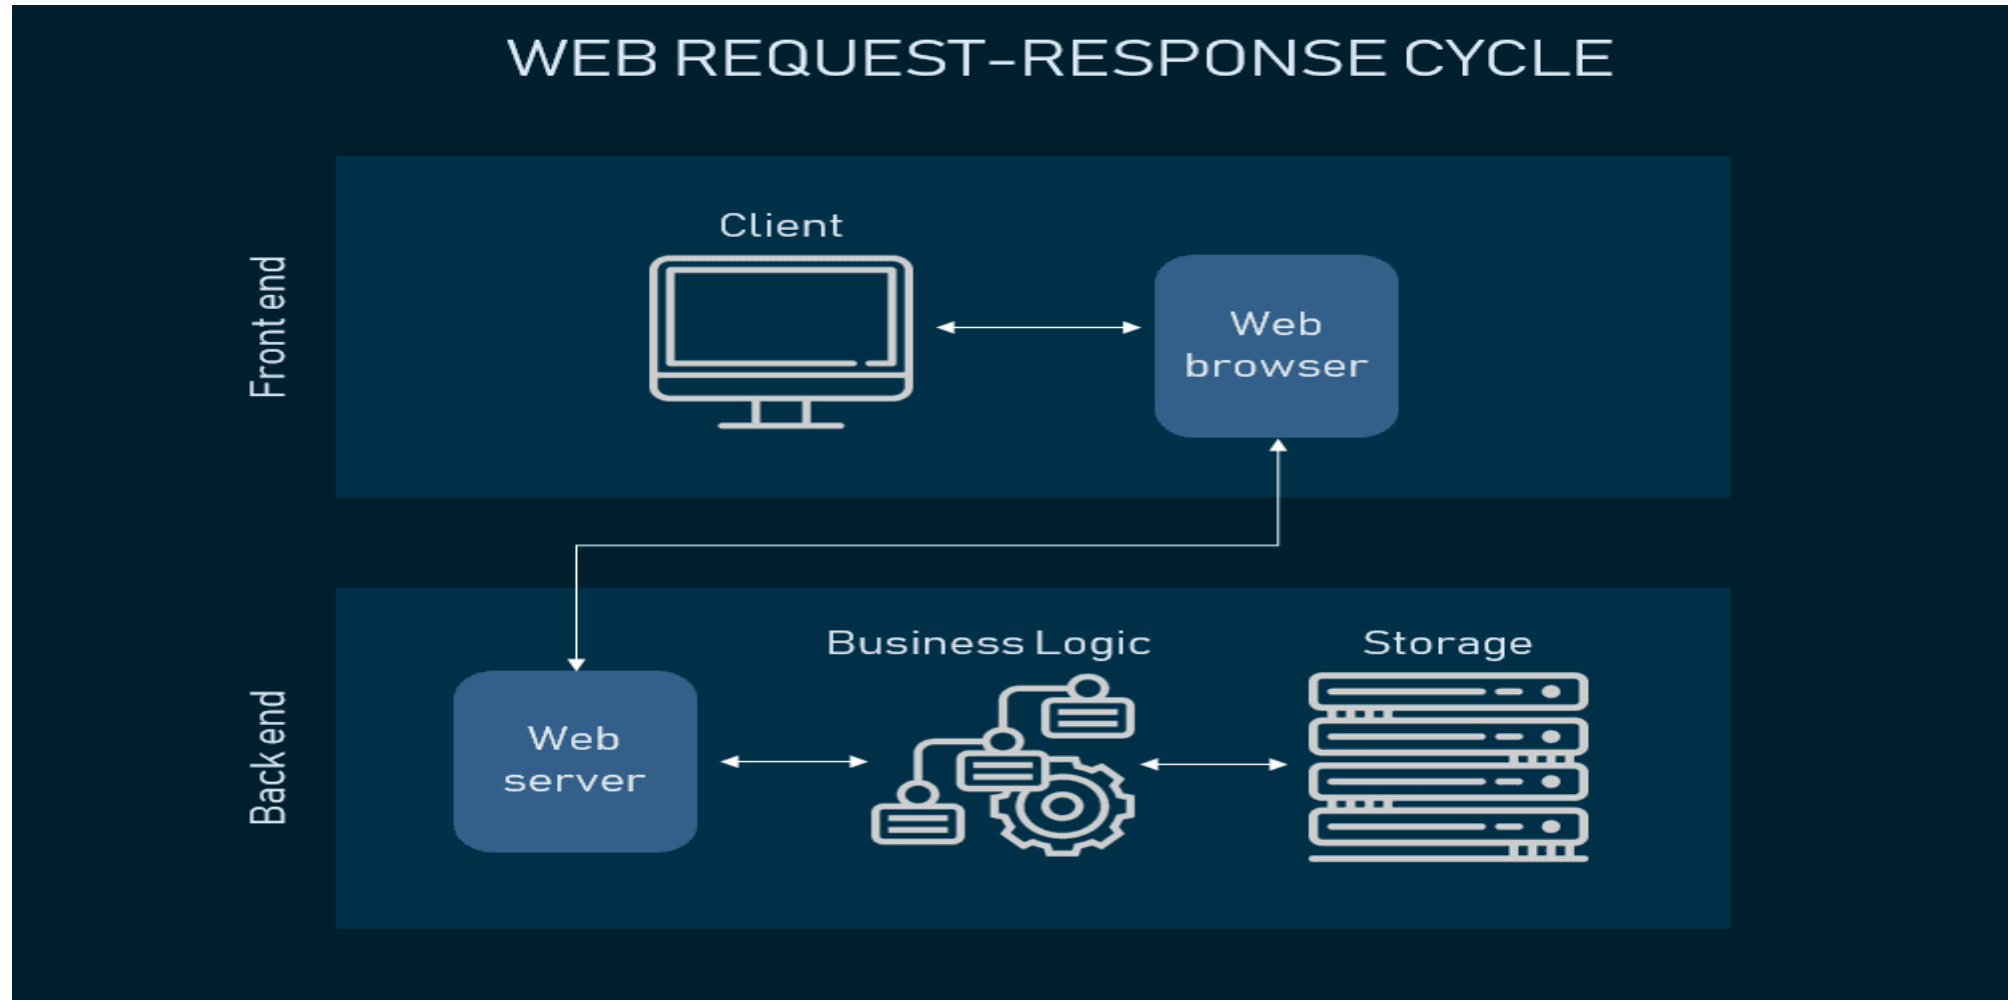 WEB REQUEST-RESPONSE CYCLE
Front end
Client
Web
browser
Back end
Web
server
Business Logic
Storage